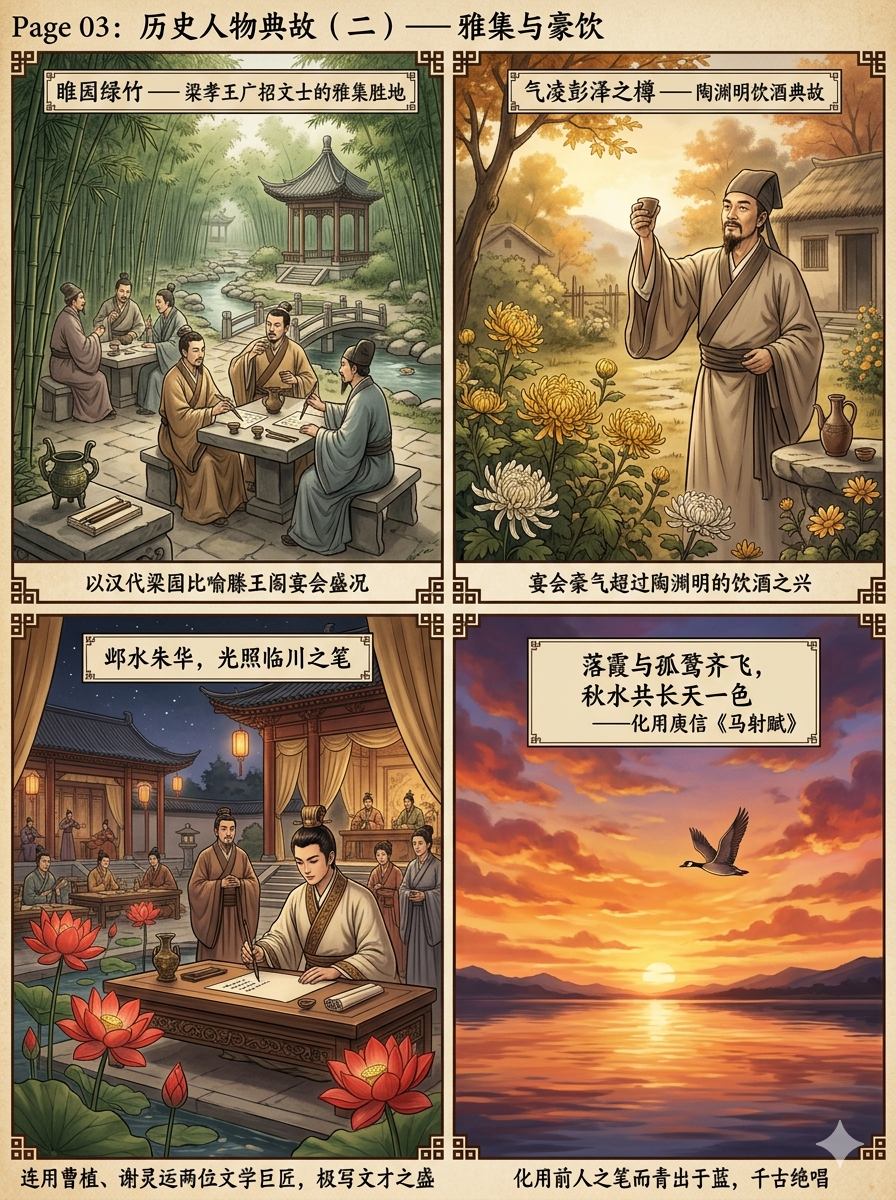 Page 03：历史人物典故（二）—— 雅集与豪饮
睢园绿竹 —— 梁孝王广招文士的雅集胜地
以汉代梁园比喻滕王阁宴会盛况
气凌彭泽之樽 —— 陶渊明饮酒典故
宴会豪气超过陶渊明的饮酒之兴
邺水朱华，光照临川之笔
连用曹植、谢灵运两位文学巨匠，极写文才之盛
落霞与孤鹜齐飞，
秋水共长天一色
——化用庾信《马射赋》
化用前人之笔而青出于蓝，千古绝唱